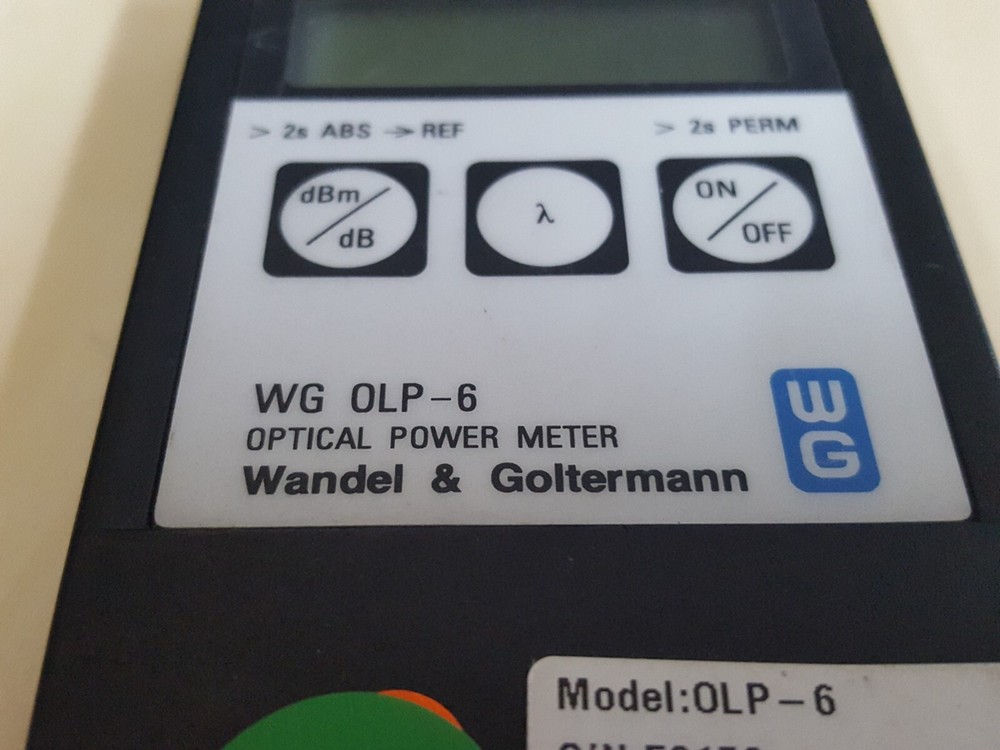 > 2s ABS → REF
> 2s PERM
dBm/dB
λ
ON/OFF
WG OLP-6
OPTICAL POWER METER
Wandel & Goltermann
WG
Model:OLP-6